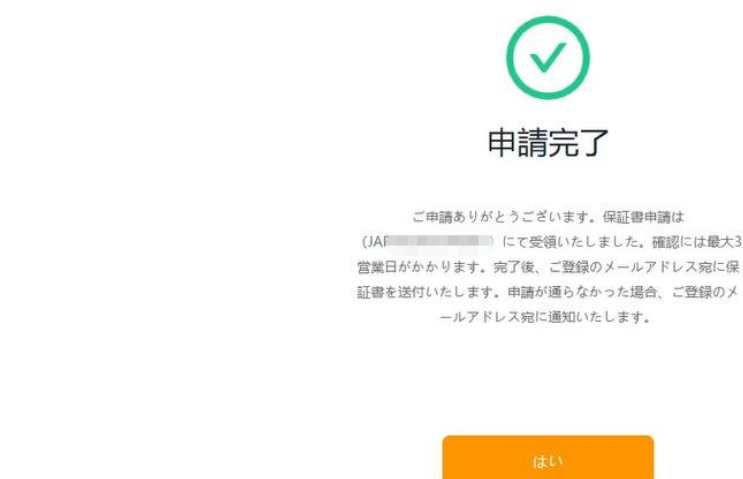 申請完了
ご申請ありがとうございます。保証書申請は
(JAP) にて受領いたしました。確認には最大3
営業日がかかります。完了後、ご登録のメールアドレス宛に保
証書を送付いたします。申請が通らなかった場合、ご登録のメ
ールアドレス宛に通知いたします。
はい